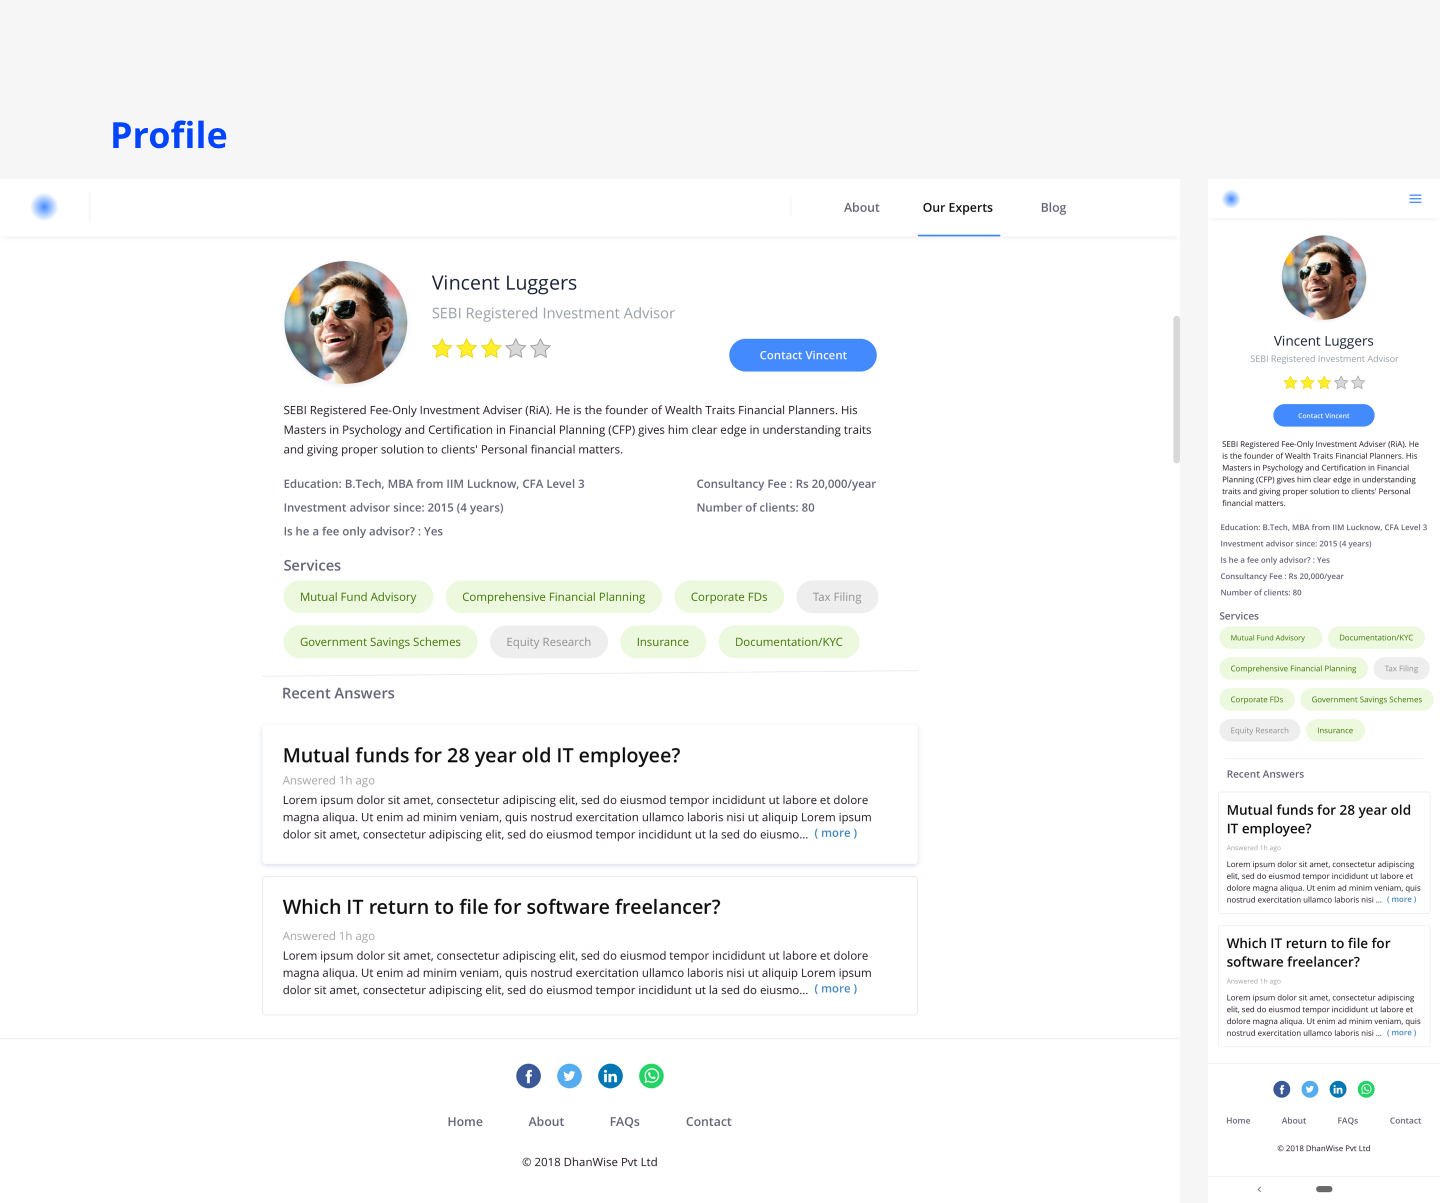 Profile
About
Our Experts
Blog
Vincent Luggers
SEBI Registered Investment Advisor
Contact Vincent
SEBI Registered Fee-Only Investment Adviser (RiA). He is the founder of Wealth Traits Financial Planners. His
Masters in Psychology and Certification in Financial Planning (CFP) gives him clear edge in understanding traits
and giving proper solution to clients' Personal financial matters.
Education: B.Tech, MBA from IIM Lucknow, CFA Level 3
Consultancy Fee : Rs 20,000/year
Investment advisor since: 2015 (4 years)
Number of clients: 80
Is he a fee only advisor? : Yes
Services
Mutual Fund Advisory
Comprehensive Financial Planning
Corporate FDs
Tax Filing
Government Savings Schemes
Equity Research
Insurance
Documentation/KYC
Recent Answers
Mutual funds for 28 year old IT employee?
Answered 1h ago
Lorem ipsum dolor sit amet, consectetur adipiscing elit, sed do eiusmod tempor incididunt ut labore et dolore
magna aliqua. Ut enim ad minim veniam, quis nostrud exercitation ullamco laboris nisi ut aliquip Lorem ipsum
dolor sit amet, consectetur adipiscing elit, sed do eiusmod tempor incididunt ut la sed do eiusmo... ( more )
Which IT return to file for software freelancer?
Answered 1h ago
Lorem ipsum dolor sit amet, consectetur adipiscing elit, sed do eiusmod tempor incididunt ut labore et dolore
magna aliqua. Ut enim ad minim veniam, quis nostrud exercitation ullamco laboris nisi ut aliquip Lorem ipsum
dolor sit amet, consectetur adipiscing elit, sed do eiusmod tempor incididunt ut la sed do eiusmo... ( more )
Home
About
FAQs
Contact
© 2018 DhanWise Pvt Ltd
Vincent Luggers
SEBI Registered Investment Advisor
Contact Vincent
SEBI Registered Fee-Only Investment Adviser (RiA). He
is the founder of Wealth Traits Financial Planners. His
Masters in Psychology and Certification in Financial
Planning (CFP) gives him clear edge in understanding
traits and giving proper solution to clients' Personal
financial matters.
Education: B.Tech, MBA from IIM Lucknow, CFA Level 3
Investment advisor since: 2015 (4 years)
Is he a fee only advisor? : Yes
Consultancy Fee : Rs 20,000/year
Number of clients: 80
Services
Mutual Fund Advisory
Documentation/KYC
Comprehensive Financial Planning
Tax Filing
Corporate FDs
Government Savings Schemes
Equity Research
Insurance
Recent Answers
Mutual funds for 28 year old
IT employee?
Answered 1h ago
Lorem ipsum dolor sit amet, consectetur adipiscing
elit, sed do eiusmod tempor incididunt ut labore et
dolore magna aliqua. Ut enim ad minim veniam, quis
nostrud exercitation ullamco laboris nisi ... ( more )
Which IT return to file for
software freelancer?
Answered 1h ago
Lorem ipsum dolor sit amet, consectetur adipiscing
elit, sed do eiusmod tempor incididunt ut labore et
dolore magna aliqua. Ut enim ad minim veniam, quis
nostrud exercitation ullamco laboris nisi ... ( more )
Home
About
FAQs
Contact
© 2018 DhanWise Pvt Ltd